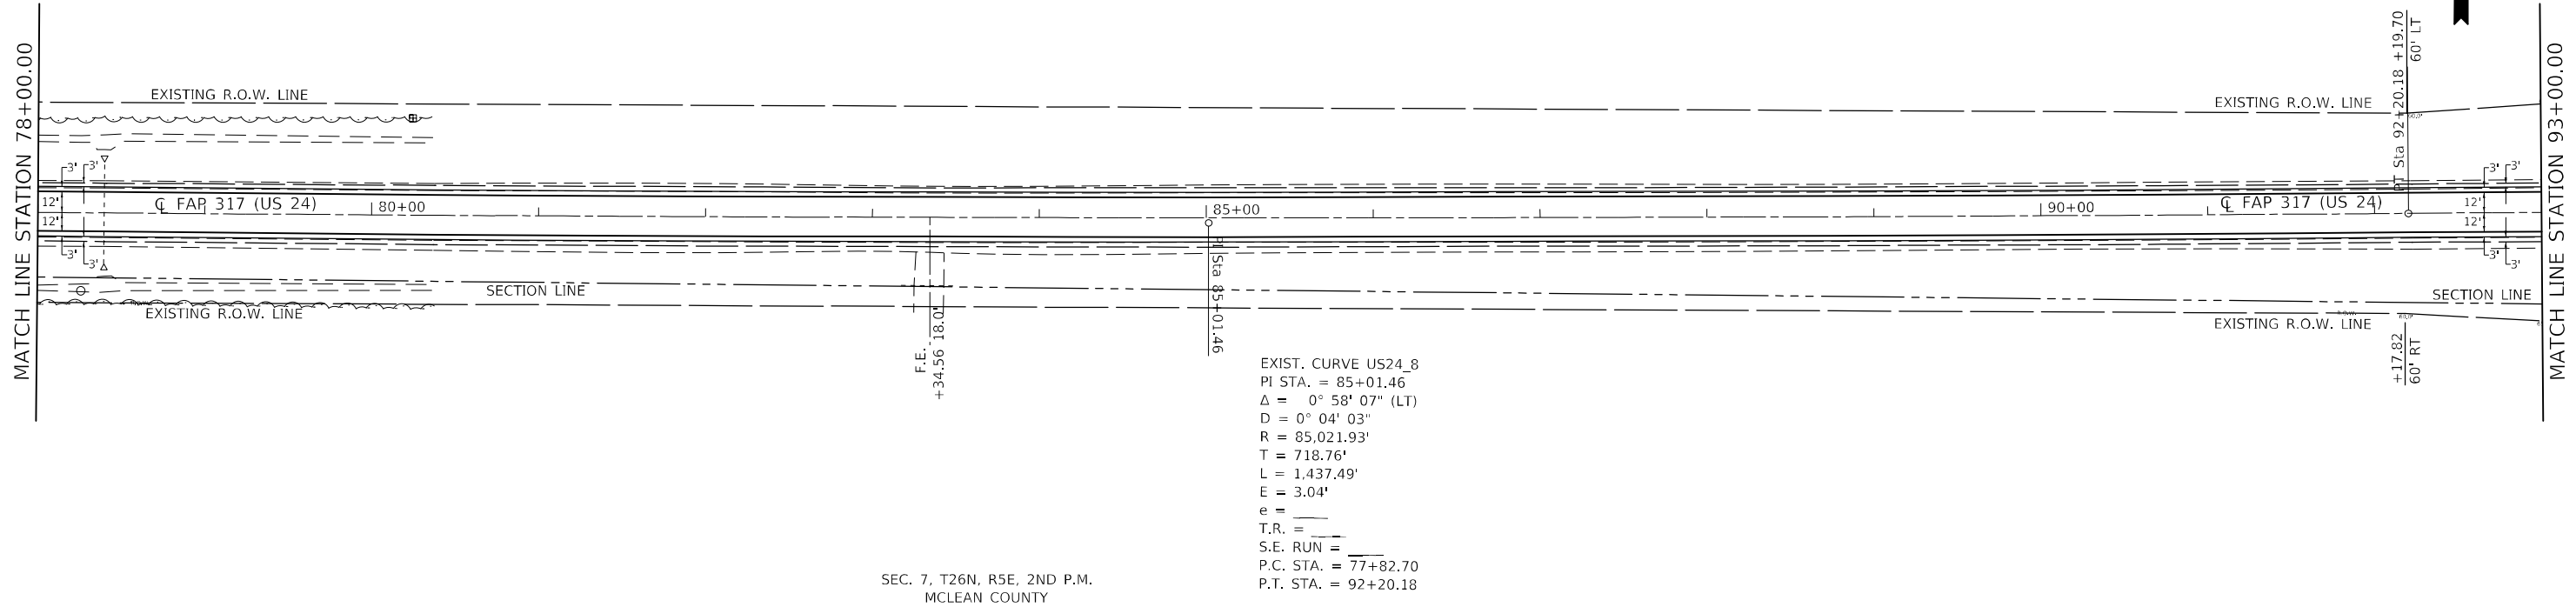 MATCH LINE STATION 78+00.00
EXISTING R.O.W. LINE
EXISTING R.O.W. LINE
PT Sta 92+20.18
+19.70
60' LT
MATCH LINE STATION 93+00.00
3'
3'
3'
3'
12'
12'
℄ FAP 317 (US 24)
80+00
85+00
90+00
℄ FAP 317 (US 24)
12'
12'
3'
3'
3'
3'
SECTION LINE
SECTION LINE
EXISTING R.O.W. LINE
EXISTING R.O.W. LINE
F.E.
+34.56 18.0'
PI Sta 85+01.46
+17.82
60' RT
EXIST. CURVE US24_8
PI STA. = 85+01.46
Δ = 0° 58' 07" (LT)
D = 0° 04' 03"
R = 85,021.93'
T = 718.76'
L = 1,437.49'
E = 3.04'
e = ____
T.R. = ____
S.E. RUN = ____
P.C. STA. = 77+82.70
P.T. STA. = 92+20.18
SEC. 7, T26N, R5E, 2ND P.M.
MCLEAN COUNTY